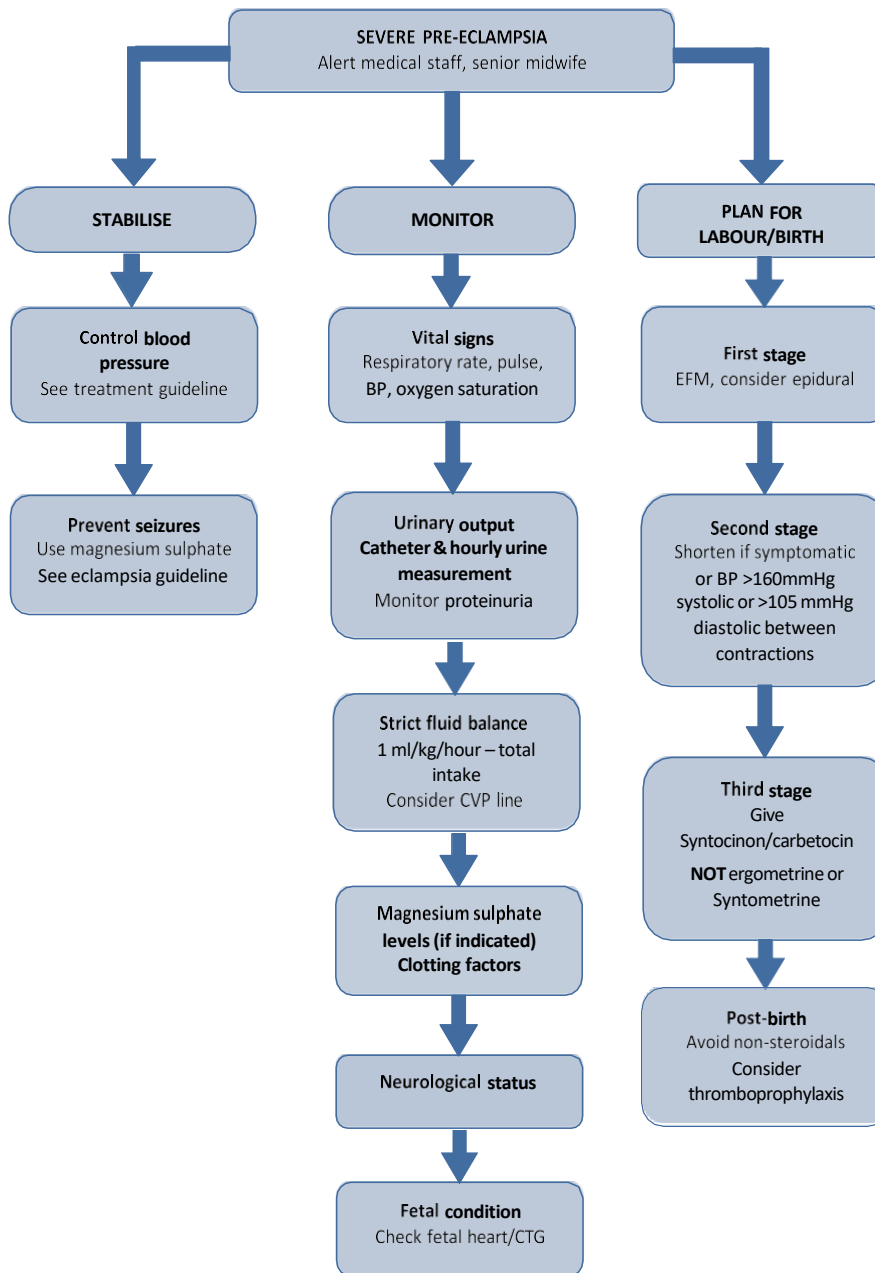 SEVERE PRE-ECLAMPSIA
Alert medical staff, senior midwife
STABILISE
Control blood
pressure
See treatment guideline
Prevent seizures
Use magnesium sulphate
See eclampsia guideline
MONITOR
Vital signs
Respiratory rate, pulse,
BP, oxygen saturation
Urinary output
Catheter & hourly urine
measurement
Monitor proteinuria
Strict fluid balance
1 ml/kg/hour – total
intake
Consider CVP line
Magnesium sulphate
levels (if indicated)
Clotting factors
Neurological status
Fetal condition
Check fetal heart/CTG
PLAN FOR
LABOUR/BIRTH
First stage
EFM, consider epidural
Second stage
Shorten if symptomatic
or BP >160mmHg
systolic or >105 mmHg
diastolic between
contractions
Third stage
Give
Syntocinon/carbetocin
NOT ergometrine or
Syntometrine
Post-birth
Avoid non-steroidals
Consider
thromboprophylaxis